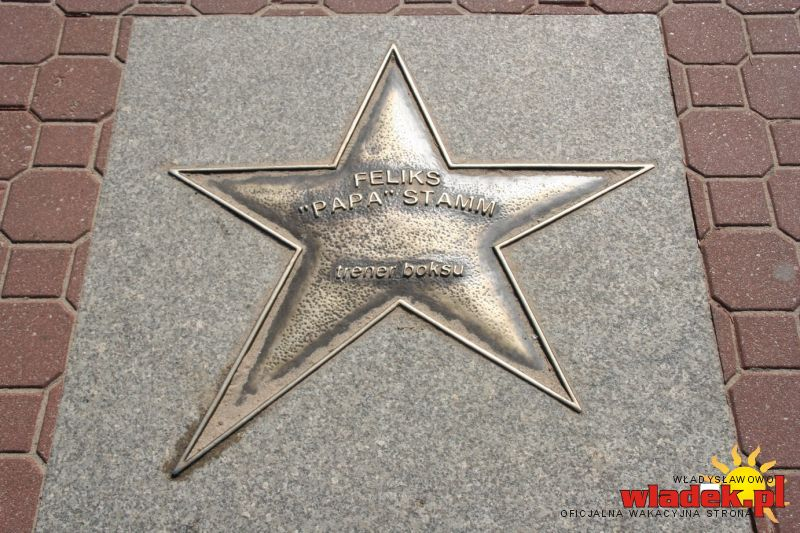 FELIKS
"PAPA" STAMM
trener boksu
WŁADYSŁAWOWO
wladek.pl
OFICJALNA WAKACYJNA STRONA